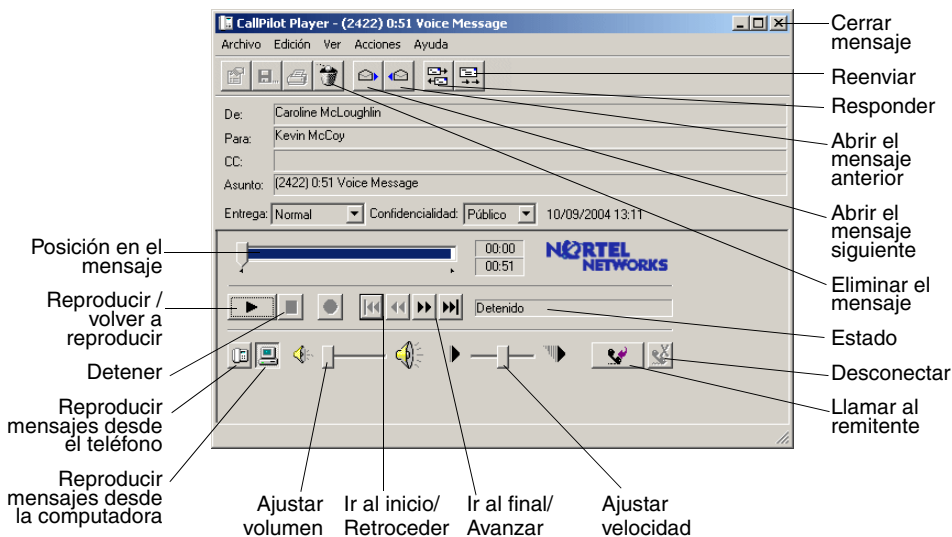 CallPilot Player - (2422) 0:51 Voice Message
Archivo Edición Ver Acciones Ayuda
De: Caroline McLoughlin
Para: Kevin McCoy
CC:
Asunto: (2422) 0:51 Voice Message
Entrega: Normal Confidencialidad: Público 10/09/2004 13:11
00:00
00:51
NORTEL
NETWORKS
Detenido
Cerrar
mensaje
Reenviar
Responder
Abrir el
mensaje
anterior
Abrir el
mensaje
siguiente
Eliminar el
mensaje
Estado
Desconectar
Llamar al
remitente
Posición en el
mensaje
Reproducir /
volver a
reproducir
Detener
Reproducir
mensajes desde
el teléfono
Reproducir
mensajes desde
la computadora
Ajustar
volumen
Ir al inicio/
Retroceder
Ir al final/
Avanzar
Ajustar
velocidad